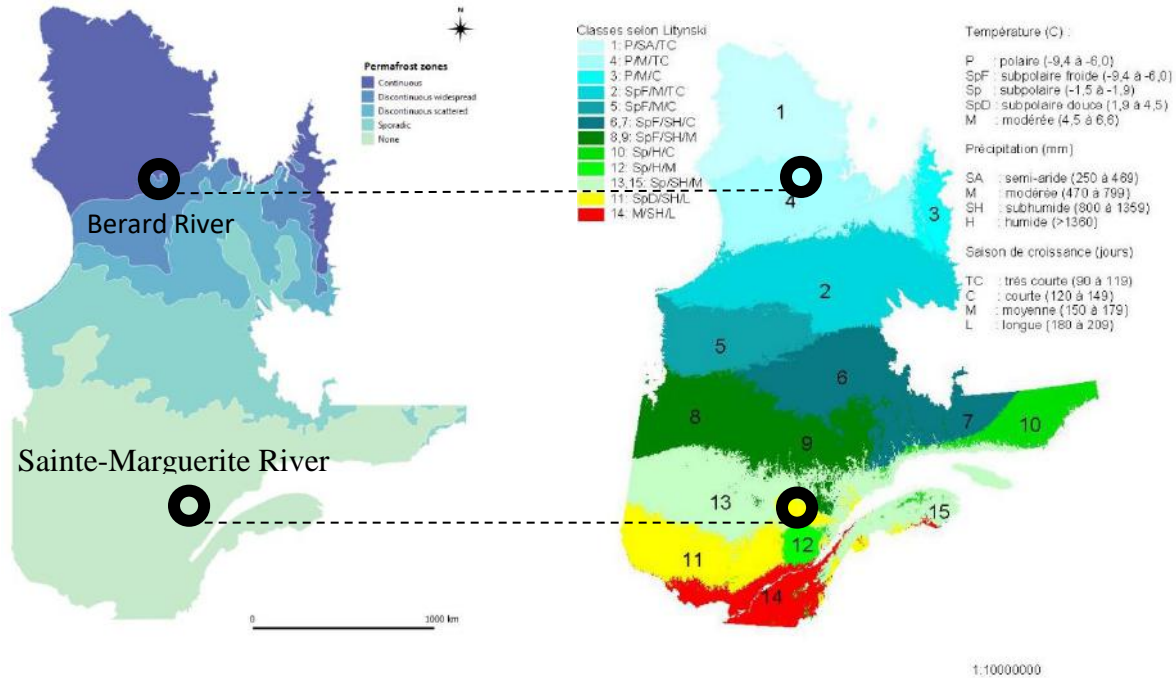 Permafrost zones
Continuous
Discontinuous widespread
Discontinuous scattered
Sporadic
None
Berard River
Sainte-Marguerite River
0 1000 km
Classes selon Litynski
1: P/SA/TC
4: P/M/TC
3: P/M/C
2: SpF/M/TC
5: SpF/M/C
6,7: SpF/SH/C
8,9: SpF/SH/M
10: Sp/H/C
12: Sp/H/M
13,15: Sp/SH/M
11: SpD/SH/L
14: M/SH/L
1
4
3
2
5
6
7
8
9
10
13
15
12
11
14
Température (C) :
P : polaire (-9,4 à -6,0)
SpF : subpolaire froide (-9,4 à -6,0)
Sp : subpolaire (-1,5 à -1,9)
SpD : subpolaire douce (1,9 à 4,5)
M : modérée (4,5 à 6,6)
Précipitation (mm)
SA : semi-aride (250 à 469)
M : modérée (470 à 799)
SH : subhumide (800 à 1359)
H : humide (>1360)
Saison de croissance (jours)
TC : très courte (90 à 119)
C : courte (120 à 149)
M : moyenne (150 à 179)
L : longue (180 à 209)
1:10000000